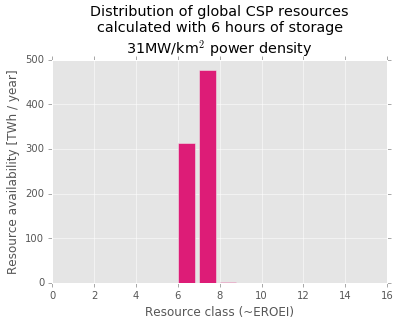 Distribution of global CSP resources
calculated with 6 hours of storage
31MW/km² power density
Resource availability [TWh / year]
500
400
300
200
100
0
0 2 4 6 8 10 12 14 16
Resource class (~EROEI)